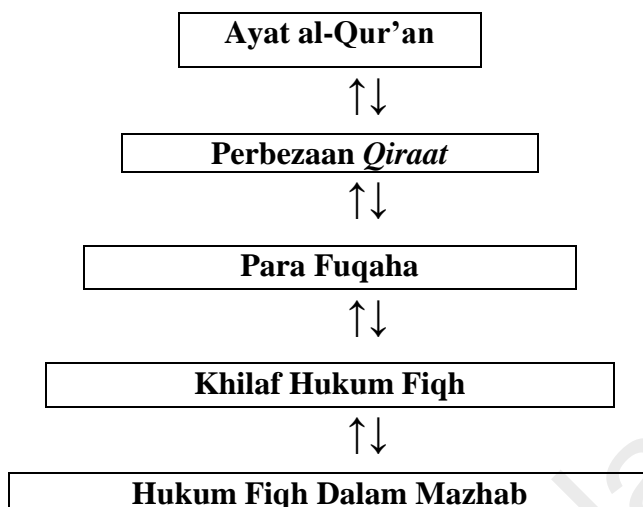 Ayat al-Qur’an
↑↓
Perbezaan Qiraat
↑↓
Para Fuqaha
↑↓
Khilaf Hukum Fiqh
↑↓
Hukum Fiqh Dalam Mazhab